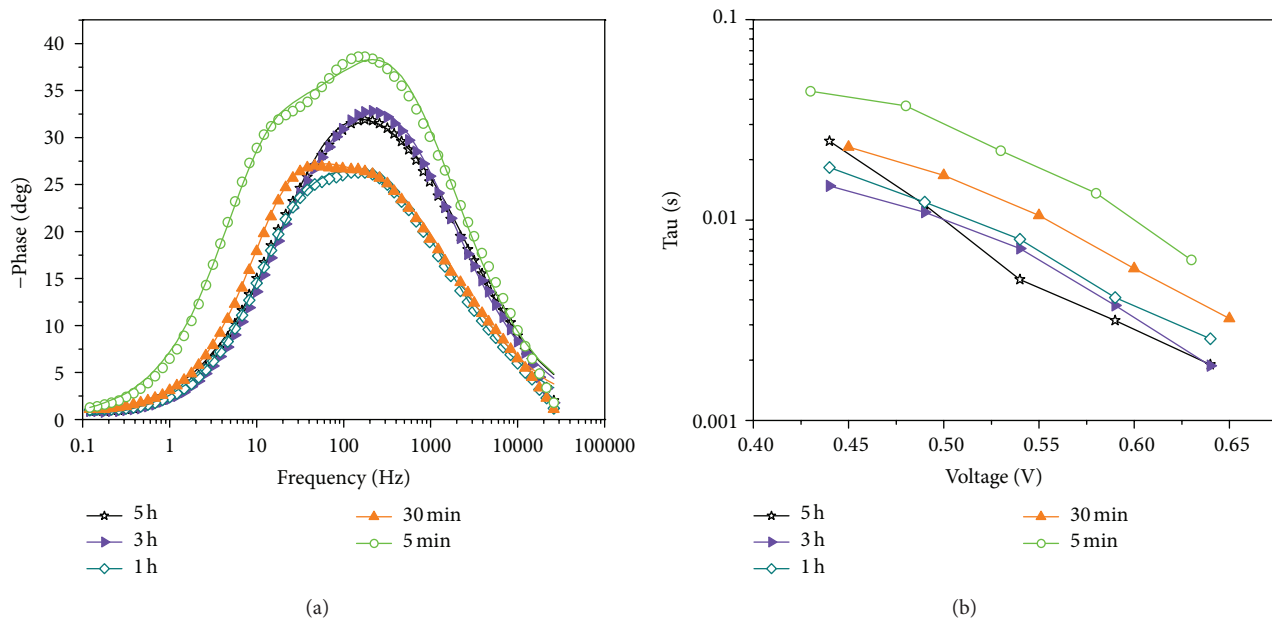 40
35
30
25
20
15
10
5
0
−Phase (deg)
0.1 1 10 100 1000 10000 100000
Frequency (Hz)
5 h
3 h
1 h
30 min
5 min
(a)
0.1
0.01
0.001
Tau (s)
0.40 0.45 0.50 0.55 0.60 0.65
Voltage (V)
5 h
3 h
1 h
30 min
5 min
(b)